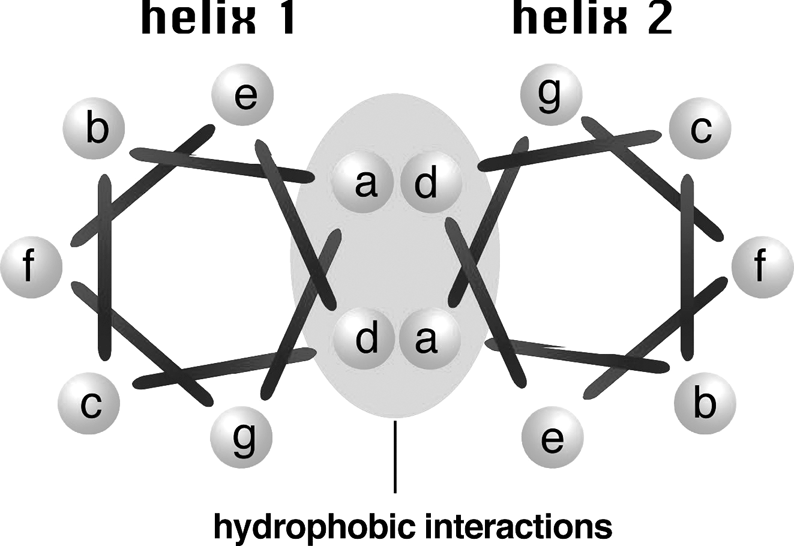 helix 1 helix 2
e g
b c
a d
f f
d a
c b
g e
hydrophobic interactions